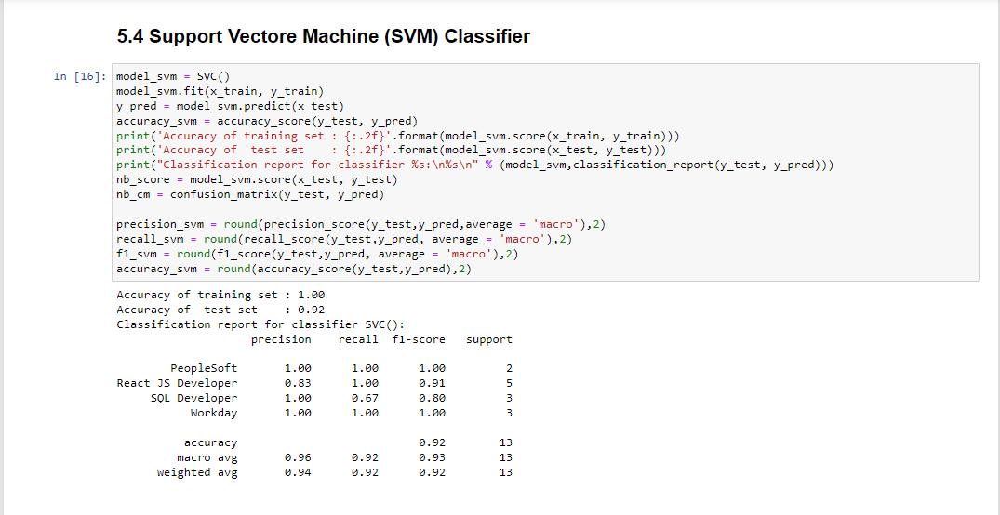 5.4 Support Vectore Machine (SVM) Classifier
In [16]: model_svm = SVC()
model_svm.fit(x_train, y_train)
y_pred = model_svm.predict(x_test)
accuracy_svm = accuracy_score(y_test, y_pred)
print('Accuracy of training set : {:.2f}'.format(model_svm.score(x_train, y_train)))
print('Accuracy of  test set    : {:.2f}'.format(model_svm.score(x_test, y_test)))
print("Classification report for classifier %s:\n%s\n" % (model_svm,classification_report(y_test, y_pred)))
nb_score = model_svm.score(x_test, y_test)
nb_cm = confusion_matrix(y_test, y_pred)
precision_svm = round(precision_score(y_test,y_pred,average = 'macro'),2)
recall_svm = round(recall_score(y_test,y_pred, average = 'macro'),2)
f1_svm = round(f1_score(y_test,y_pred, average = 'macro'),2)
accuracy_svm = round(accuracy_score(y_test,y_pred),2)
Accuracy of training set : 1.00
Accuracy of  test set    : 0.92
Classification report for classifier SVC():
precision    recall  f1-score   support
PeopleSoft       1.00      1.00      1.00         2
React JS Developer       0.83      1.00      0.91         5
SQL Developer       1.00      0.67      0.80         3
Workday       1.00      1.00      1.00         3
accuracy                           0.92        13
macro avg       0.96      0.92      0.93        13
weighted avg       0.94      0.92      0.92        13